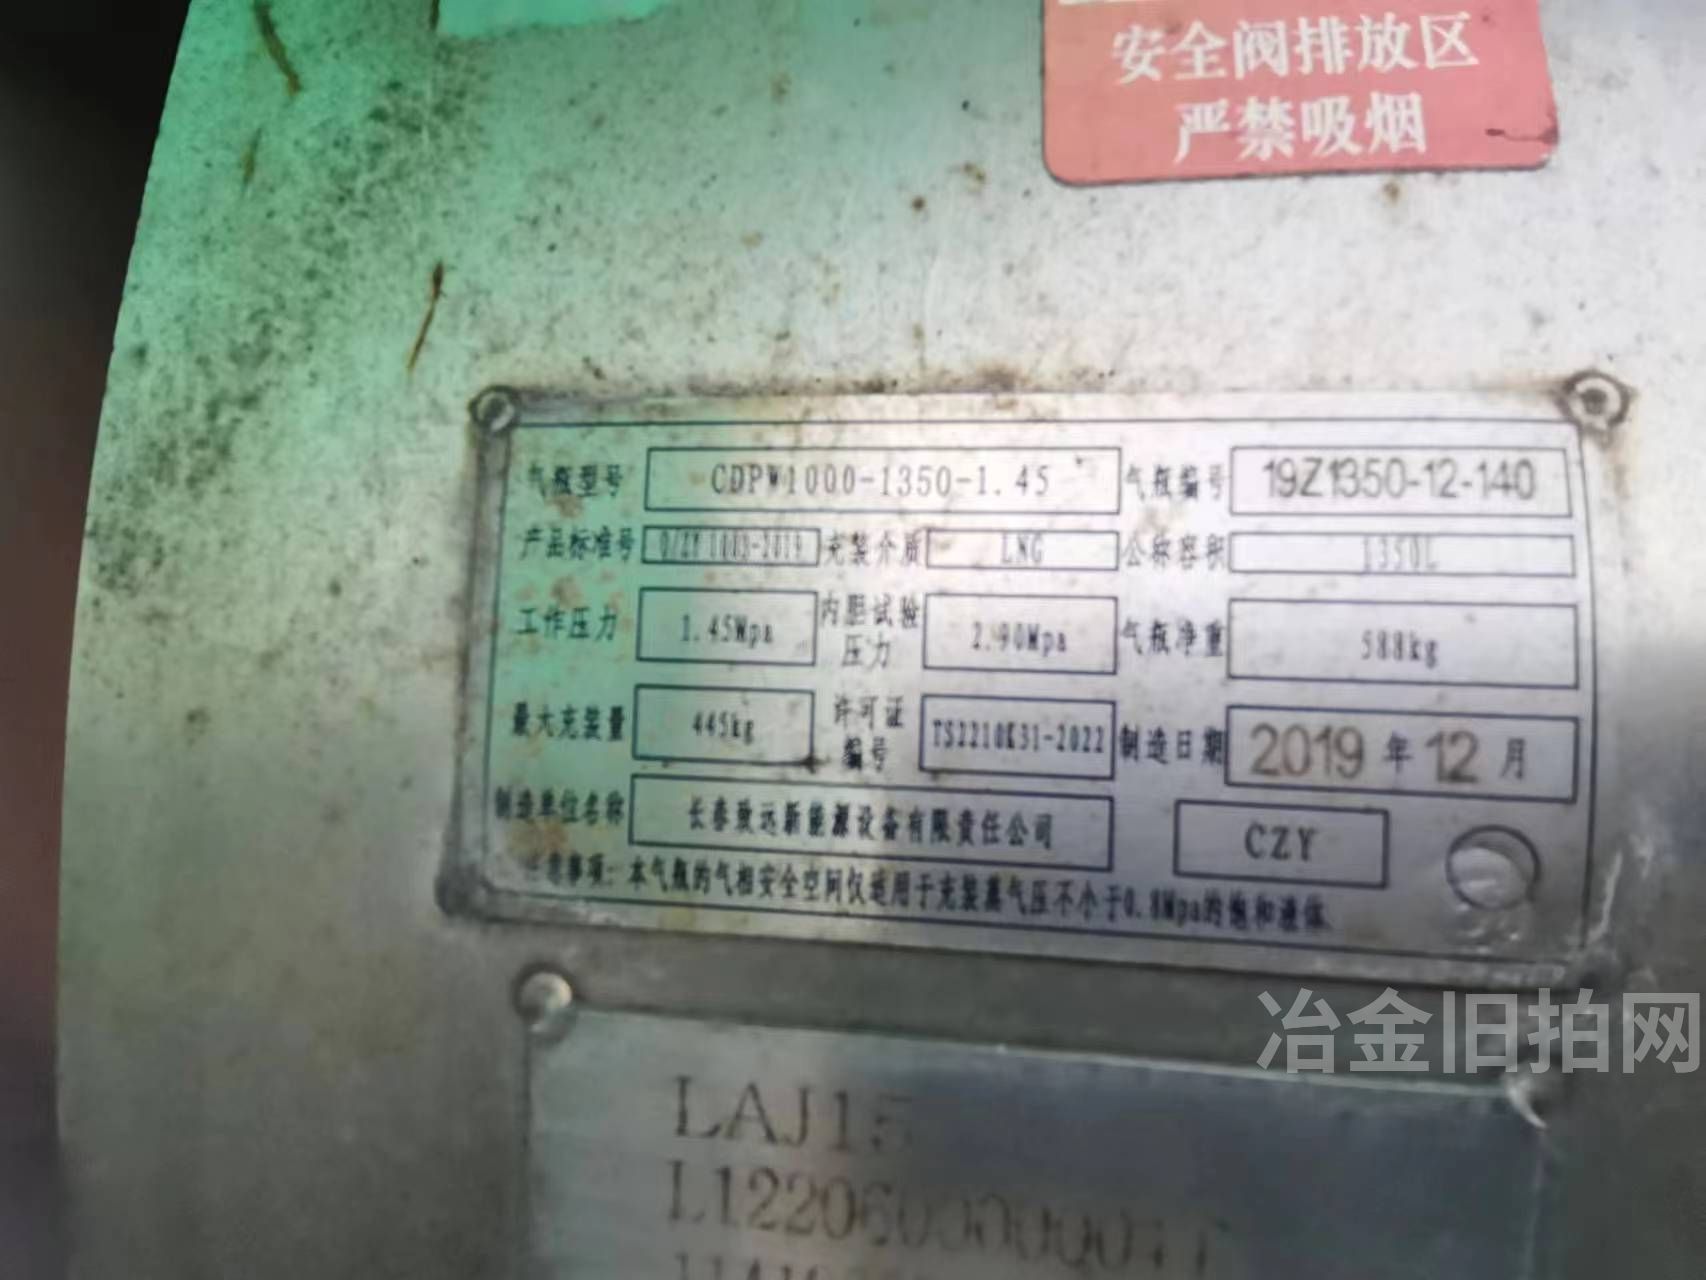 安全阀排放区
严禁吸烟
气瓶型号 CDPW1000-1350-1.45 气瓶编号 19Z1350-12-140
产品标准号 Q/CZY 1003-2019 充装介质 LNG 公称容积 1350L
工作压力 1.45Mpa 内胆试验压力 2.90Mpa 气瓶净重 588kg
最大充装量 445kg 许可证编号 TS2210K31-2022 制造日期 2019年12月
制造单位名称 长春致远新能源设备有限责任公司 CZY
注意事项：本气瓶的气相安全空间仅适用于充装蒸气压不小于0.8Mpa的饱和液体
冶金旧拍网
LAJ15